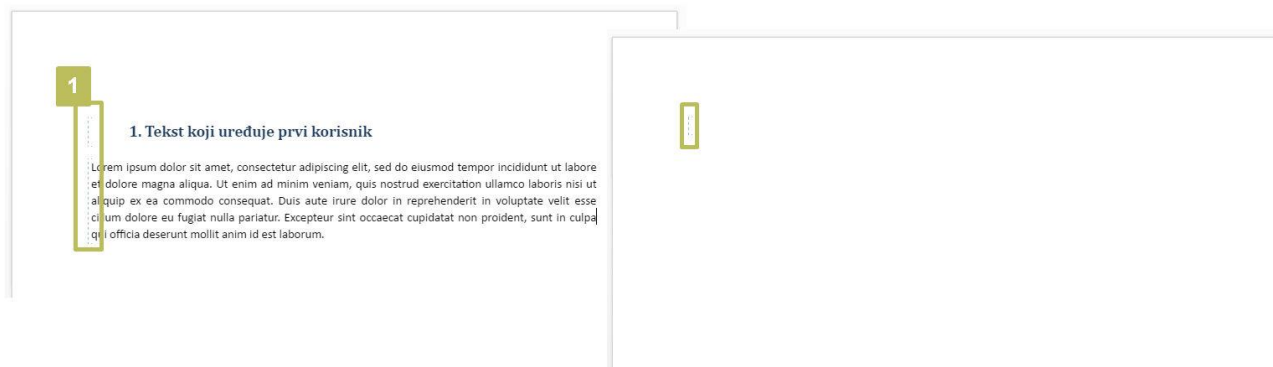 1
1. Tekst koji uređuje prvi korisnik
Lorem ipsum dolor sit amet, consectetur adipiscing elit, sed do eiusmod tempor incididunt ut labore
et dolore magna aliqua. Ut enim ad minim veniam, quis nostrud exercitation ullamco laboris nisi ut
aliquip ex ea commodo consequat. Duis aute irure dolor in reprehenderit in voluptate velit esse
cillum dolore eu fugiat nulla pariatur. Excepteur sint occaecat cupidatat non proident, sunt in culpa
qui officia deserunt mollit anim id est laborum.